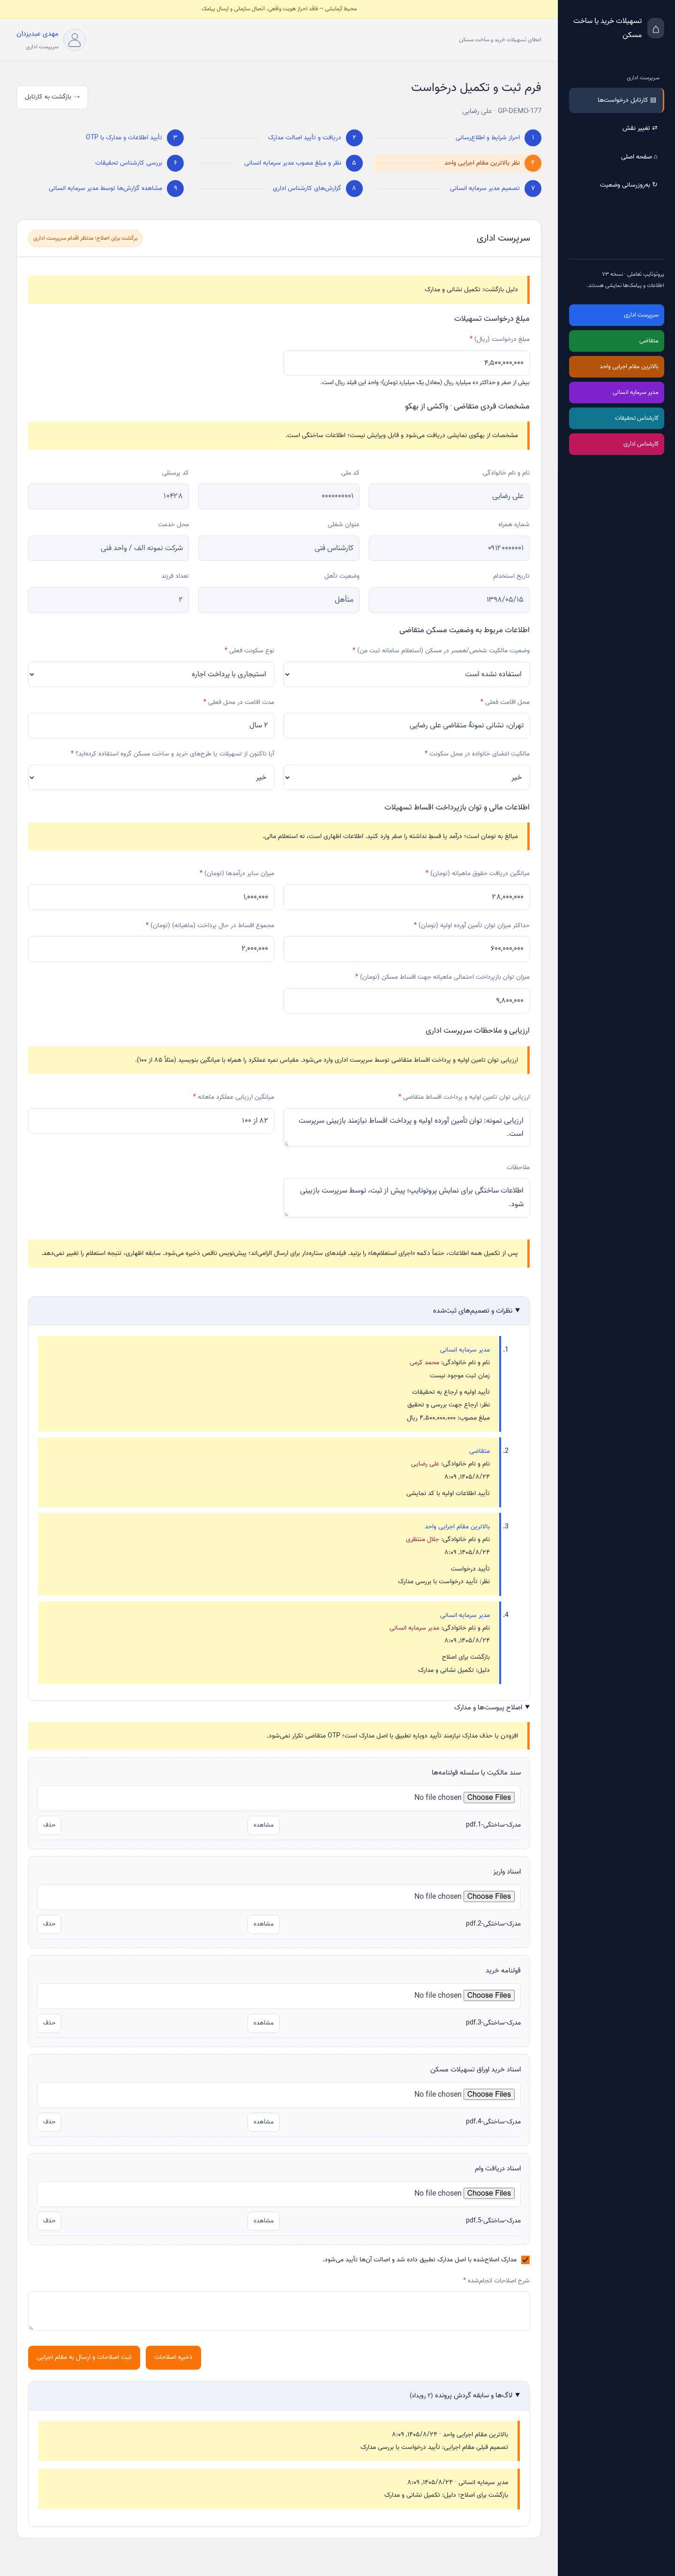 محیط آزمایشی — فاقد احراز هویت واقعی، اتصال سازمانی و ارسال پیامک
تسهیلات خرید یا ساخت
مسکن
سرپرست اداری
▤ کارتابل درخواست‌ها
⇄ تغییر نقش
⌂ صفحه اصلی
↻ به‌روزرسانی وضعیت
پروتوتایپ تعاملی · نسخه ۷۳
اطلاعات و پیامک‌ها نمایشی هستند.
سرپرست اداری
متقاضی
بالاترین مقام اجرایی واحد
مدیر سرمایه انسانی
کارشناس تحقیقات
کارشناس اداری
اعطای تسهیلات خرید و ساخت مسکن
مهدی عبدیزدان
سرپرست اداری
فرم ثبت و تکمیل درخواست
GP-DEMO-177 · علی رضایی
→ بازگشت به کارتابل
۱ احراز شرایط و اطلاع‌رسانی
۲ دریافت و تأیید اصالت مدارک
۳ تأیید اطلاعات و مدارک با OTP
۴ نظر بالاترین مقام اجرایی واحد
۵ نظر و مبلغ مصوب مدیر سرمایه انسانی
۶ بررسی کارشناس تحقیقات
۷ تصمیم مدیر سرمایه انسانی
۸ گزارش‌های کارشناس اداری
۹ مشاهده گزارش‌ها توسط مدیر سرمایه انسانی
سرپرست اداری
برگشت برای اصلاح؛ منتظر اقدام سرپرست اداری
دلیل بازگشت: تکمیل نشانی و مدارک
مبلغ درخواست تسهیلات
مبلغ درخواست (ریال) *
۴,۵۰۰,۰۰۰,۰۰۰
بیش از صفر و حداکثر ده میلیارد ریال (معادل یک میلیارد تومان)؛ واحد این فیلد ریال است.
مشخصات فردی متقاضی · واکشی از بهکو
مشخصات از بهکوی نمایشی دریافت می‌شود و قابل ویرایش نیست؛ اطلاعات ساختگی است.
نام و نام خانوادگی
کد ملی
کد پرسنلی
علی رضایی
۰۰۰۰۰۰۰۰۰۱
۱۰۴۲۸
شماره همراه
عنوان شغلی
محل خدمت
۰۹۱۲۰۰۰۰۰۰۱
کارشناس فنی
شرکت نمونه الف / واحد فنی
تاریخ استخدام
وضعیت تأهل
تعداد فرزند
۱۳۹۸/۰۵/۱۵
متأهل
۲
اطلاعات مربوط به وضعیت مسکن متقاضی
وضعیت مالکیت شخص/همسر در مسکن (استعلام سامانه ثبت من) *
نوع سکونت فعلی *
استفاده نشده است
استیجاری با پرداخت اجاره
محل اقامت فعلی *
مدت اقامت در محل فعلی *
تهران، نشانی نمونهٔ متقاضی علی رضایی
۲ سال
مالکیت اعضای خانواده در محل سکونت *
آیا تاکنون از تسهیلات یا طرح‌های خرید و ساخت مسکن گروه استفاده کرده‌اید؟ *
خیر
خیر
اطلاعات مالی و توان بازپرداخت اقساط تسهیلات
مبالغ به تومان است؛ درآمد یا قسط نداشته را صفر وارد کنید. اطلاعات اظهاری است، نه استعلام مالی.
میانگین دریافت حقوق ماهیانه (تومان) *
میزان سایر درآمدها (تومان) *
۲۸,۰۰۰,۰۰۰
۱,۰۰۰,۰۰۰
حداکثر میزان توان تأمین آورده اولیه (تومان) *
مجموع اقساط در حال پرداخت (ماهیانه) (تومان) *
۶۰۰,۰۰۰,۰۰۰
۲,۰۰۰,۰۰۰
میزان توان بازپرداخت احتمالی ماهیانه جهت اقساط مسکن (تومان) *
۹,۸۰۰,۰۰۰
ارزیابی و ملاحظات سرپرست اداری
ارزیابی توان تامین اولیه و پرداخت اقساط متقاضی توسط سرپرست اداری وارد می‌شود. مقیاس نمره عملکرد را همراه با میانگین بنویسید (مثلاً ۸۵ از ۱۰۰).
ارزیابی توان تامین اولیه و پرداخت اقساط متقاضی *
میانگین ارزیابی عملکرد ماهانه *
ارزیابی نمونه: توان تأمین آورده اولیه و پرداخت اقساط نیازمند بازبینی سرپرست
است.
۸۲ از ۱۰۰
ملاحظات
اطلاعات ساختگی برای نمایش پروتوتایپ؛ پیش از ثبت، توسط سرپرست بازبینی
شود.
پس از تکمیل همه اطلاعات، حتماً دکمه «اجرای استعلام‌ها» را بزنید. فیلدهای ستاره‌دار برای ارسال الزامی‌اند؛ پیش‌نویس ناقص ذخیره می‌شود. سابقه اظهاری، نتیجه استعلام را تغییر نمی‌دهد.
▼ نظرات و تصمیم‌های ثبت‌شده
1. مدیر سرمایه انسانی
نام و نام خانوادگی: محمد کرمی
زمان ثبت موجود نیست
تأیید اولیه و ارجاع به تحقیقات
نظر: ارجاع جهت بررسی و تحقیق
مبلغ مصوب: ۴,۵۰۰,۰۰۰,۰۰۰ ریال
2. متقاضی
نام و نام خانوادگی: علی رضایی
۱۴۰۵/۸/۲۴, ۸:۰۹
تأیید اطلاعات اولیه با کد نمایشی
3. بالاترین مقام اجرایی واحد
نام و نام خانوادگی: جلال منتظری
۱۴۰۵/۸/۲۴, ۸:۰۹
تأیید درخواست
نظر: تأیید درخواست با بررسی مدارک
4. مدیر سرمایه انسانی
نام و نام خانوادگی: مدیر سرمایه انسانی
۱۴۰۵/۸/۲۴, ۸:۰۹
بازگشت برای اصلاح
دلیل: تکمیل نشانی و مدارک
▼ اصلاح پیوست‌ها و مدارک
افزودن یا حذف مدارک نیازمند تأیید دوباره تطبیق با اصل مدارک است؛ OTP متقاضی تکرار نمی‌شود.
سند مالکیت یا سلسله قولنامه‌ها
Choose Files No file chosen
مدرک-ساختگی-1.pdf
مشاهده
حذف
اسناد واریز
Choose Files No file chosen
مدرک-ساختگی-2.pdf
مشاهده
حذف
قولنامه خرید
Choose Files No file chosen
مدرک-ساختگی-3.pdf
مشاهده
حذف
اسناد خرید اوراق تسهیلات مسکن
Choose Files No file chosen
مدرک-ساختگی-4.pdf
مشاهده
حذف
اسناد دریافت وام
Choose Files No file chosen
مدرک-ساختگی-5.pdf
مشاهده
حذف
مدارک اصلاح‌شده با اصل مدارک تطبیق داده شد و اصالت آن‌ها تأیید می‌شود.
شرح اصلاحات انجام‌شده *
ذخیره اصلاحات
ثبت اصلاحات و ارسال به مقام اجرایی
▼ لاگ‌ها و سابقه گردش پرونده (۲ رویداد)
بالاترین مقام اجرایی واحد · ۱۴۰۵/۸/۲۴, ۸:۰۹
تصمیم قبلی مقام اجرایی: تأیید درخواست با بررسی مدارک
مدیر سرمایه انسانی · ۱۴۰۵/۸/۲۴, ۸:۰۹
بازگشت برای اصلاح؛ دلیل: تکمیل نشانی و مدارک